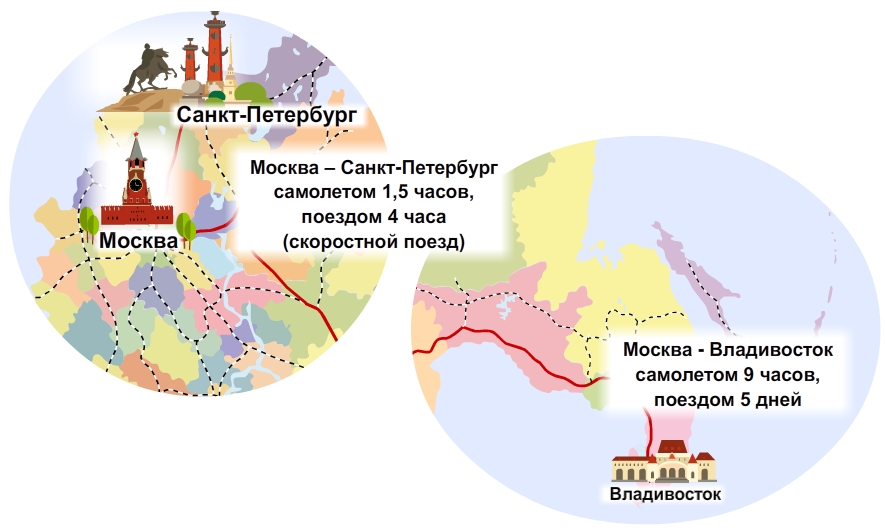 Санкт-Петербург
Москва – Санкт-Петербург
самолетом 1,5 часов,
поездом 4 часа
(скоростной поезд)
Москва
Москва - Владивосток
самолетом 9 часов,
поездом 5 дней
Владивосток